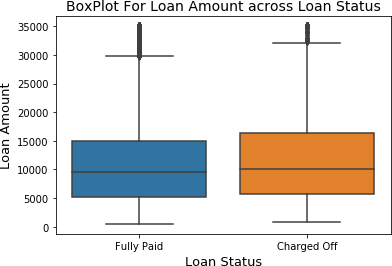 BoxPlot For Loan Amount across Loan Status
Loan Amount
35000
30000
25000
20000
15000
10000
5000
0
Fully Paid
Charged Off
Loan Status